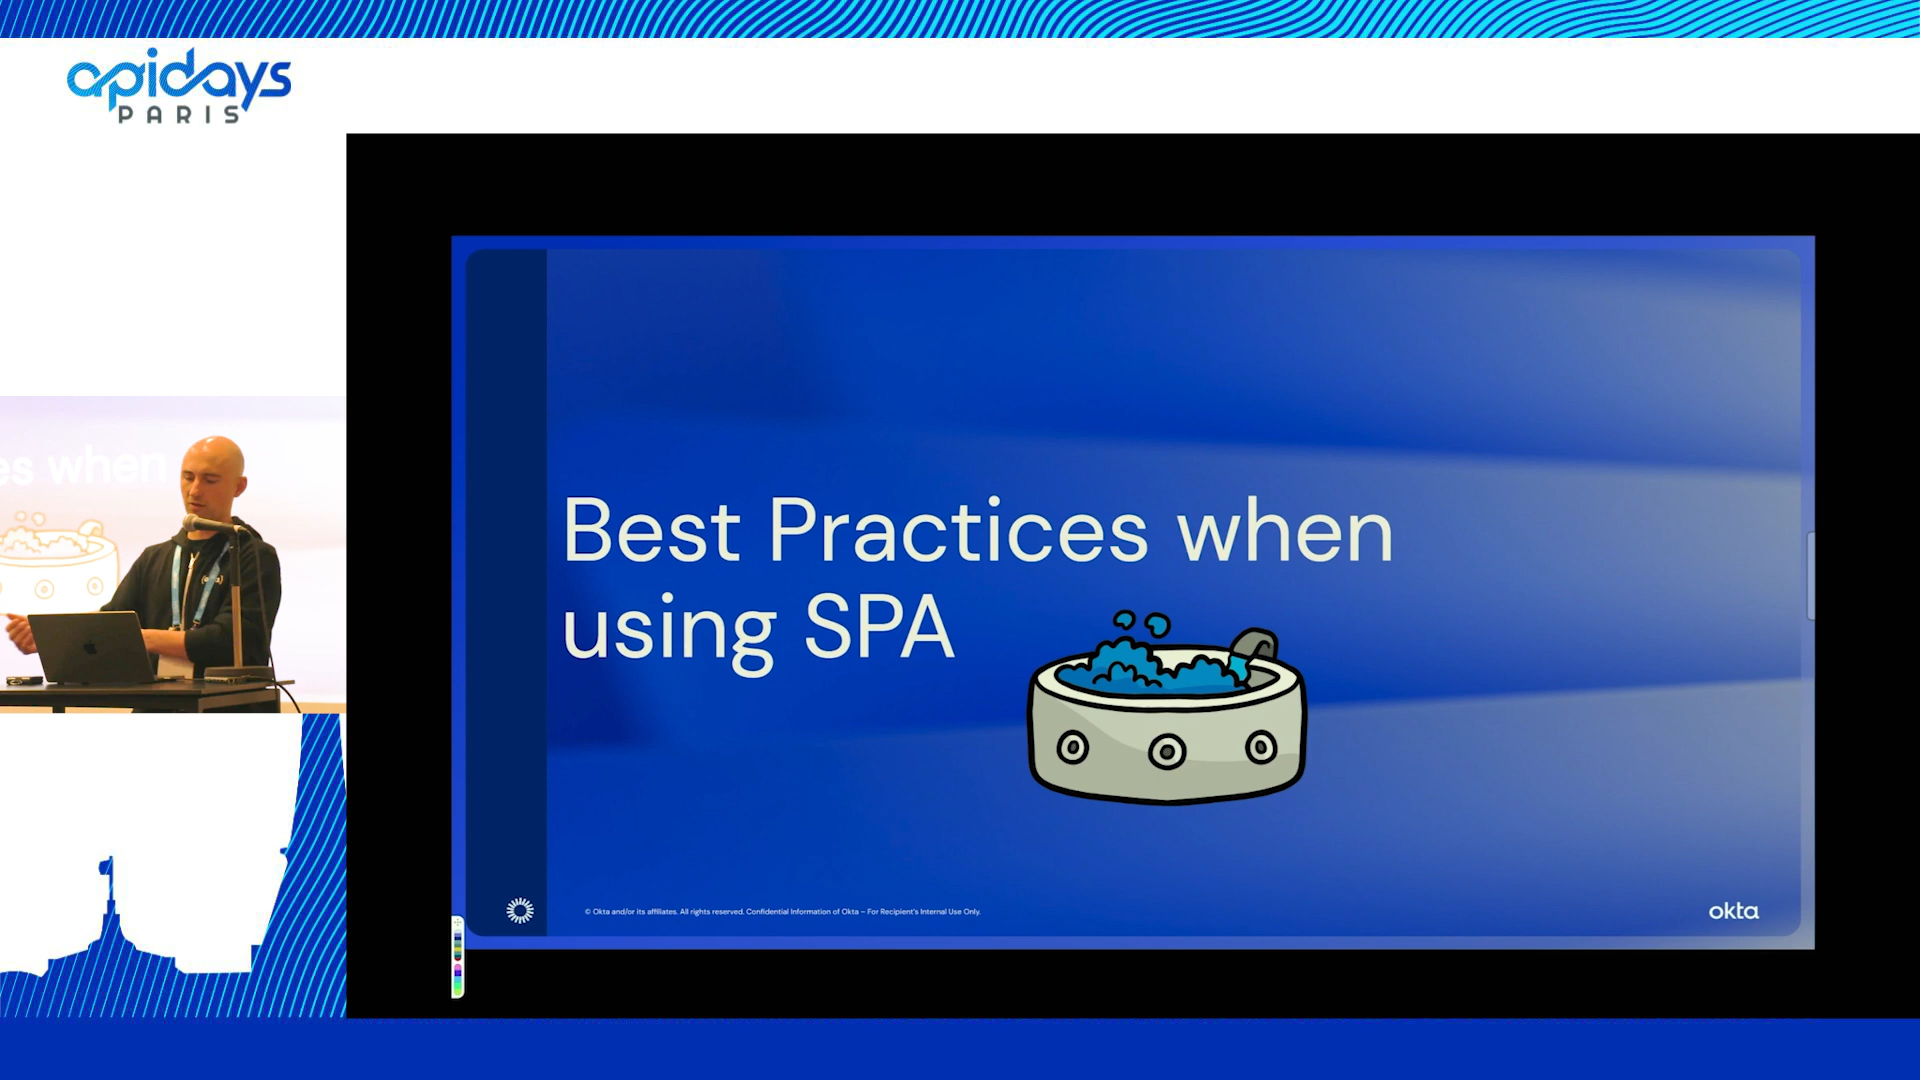 apidays
PARIS
Best Practices when
using SPA
es when
© Okta and/or its affiliates. All rights reserved. Confidential Information of Okta – For Recipient's Internal Use Only.
okta